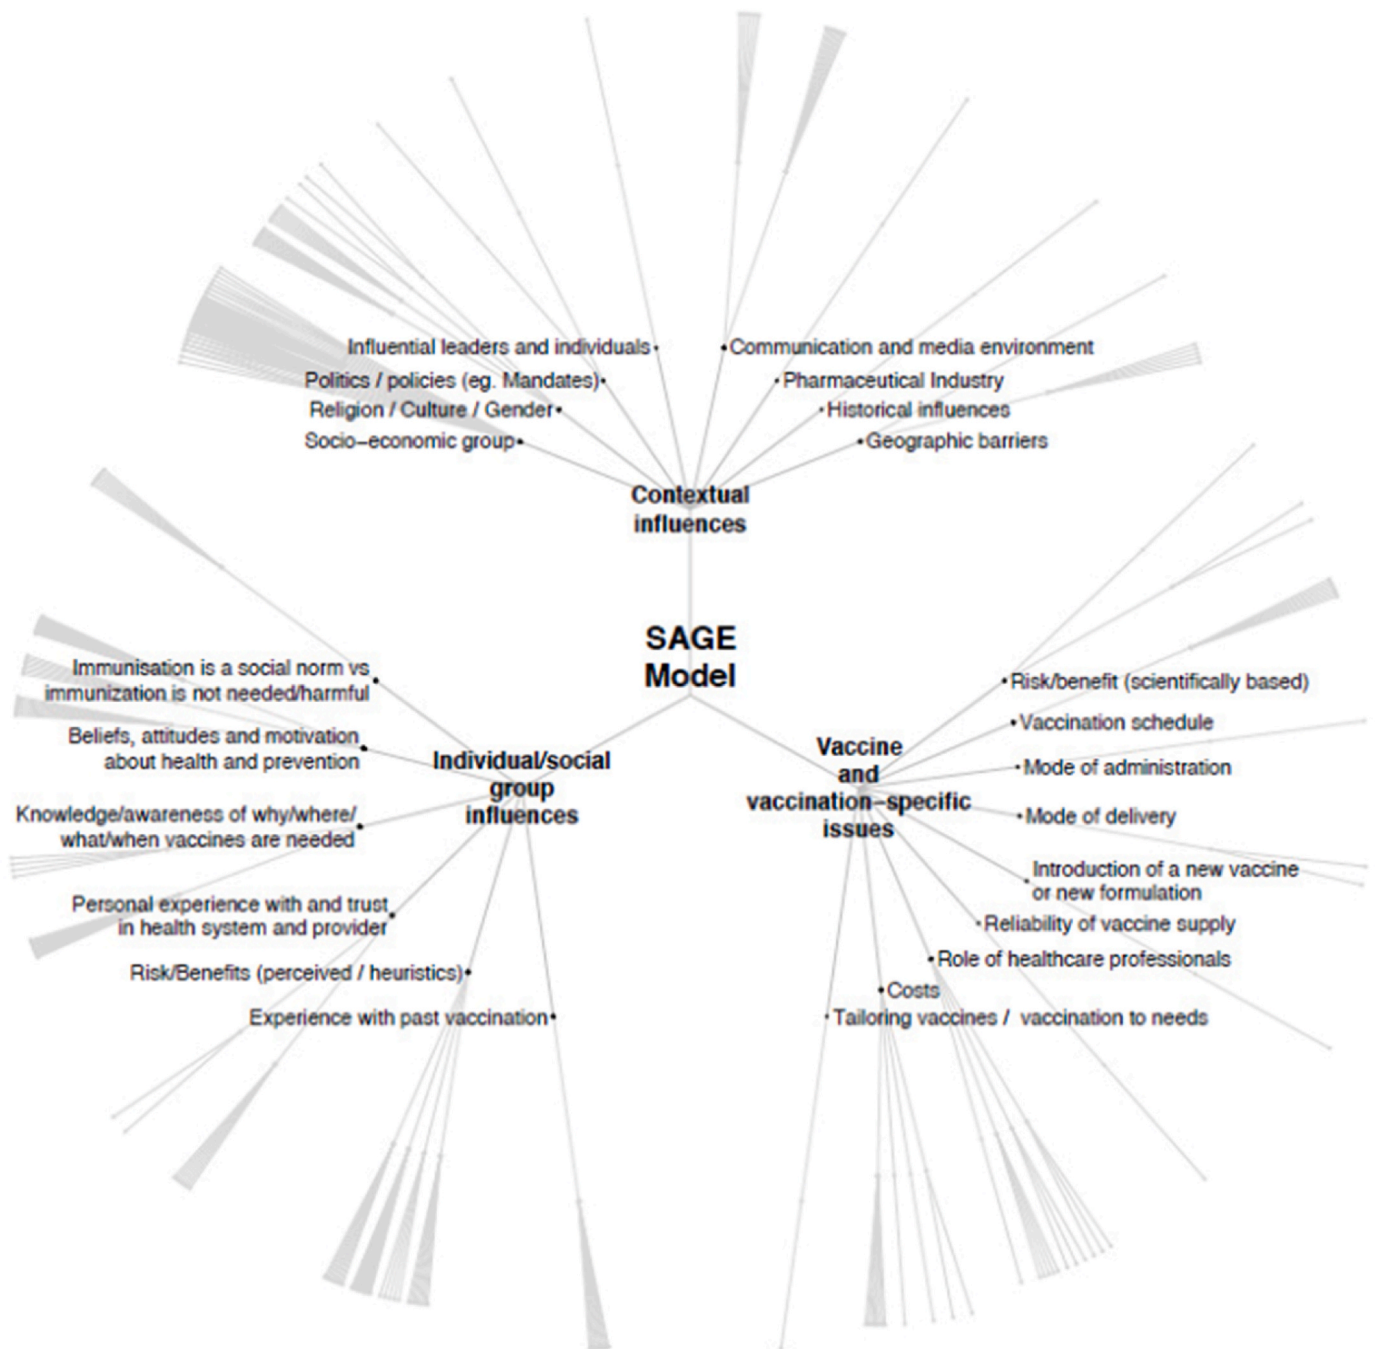 Influential leaders and individuals
Politics / policies (eg. Mandates)
Religion / Culture / Gender
Socio-economic group
Communication and media environment
Pharmaceutical Industry
Historical influences
Geographic barriers
Contextual
influences
SAGE
Model
Immunisation is a social norm vs
immunization is not needed/harmful
Beliefs, attitudes and motivation
about health and prevention
Knowledge/awareness of why/where/
what/when vaccines are needed
Personal experience with and trust
in health system and provider
Risk/Benefits (perceived / heuristics)
Experience with past vaccination
Individual/social
group
influences
Vaccine
and
vaccination-specific
issues
Risk/benefit (scientifically based)
Vaccination schedule
Mode of administration
Mode of delivery
Introduction of a new vaccine
or new formulation
Reliability of vaccine supply
Role of healthcare professionals
Costs
Tailoring vaccines / vaccination to needs